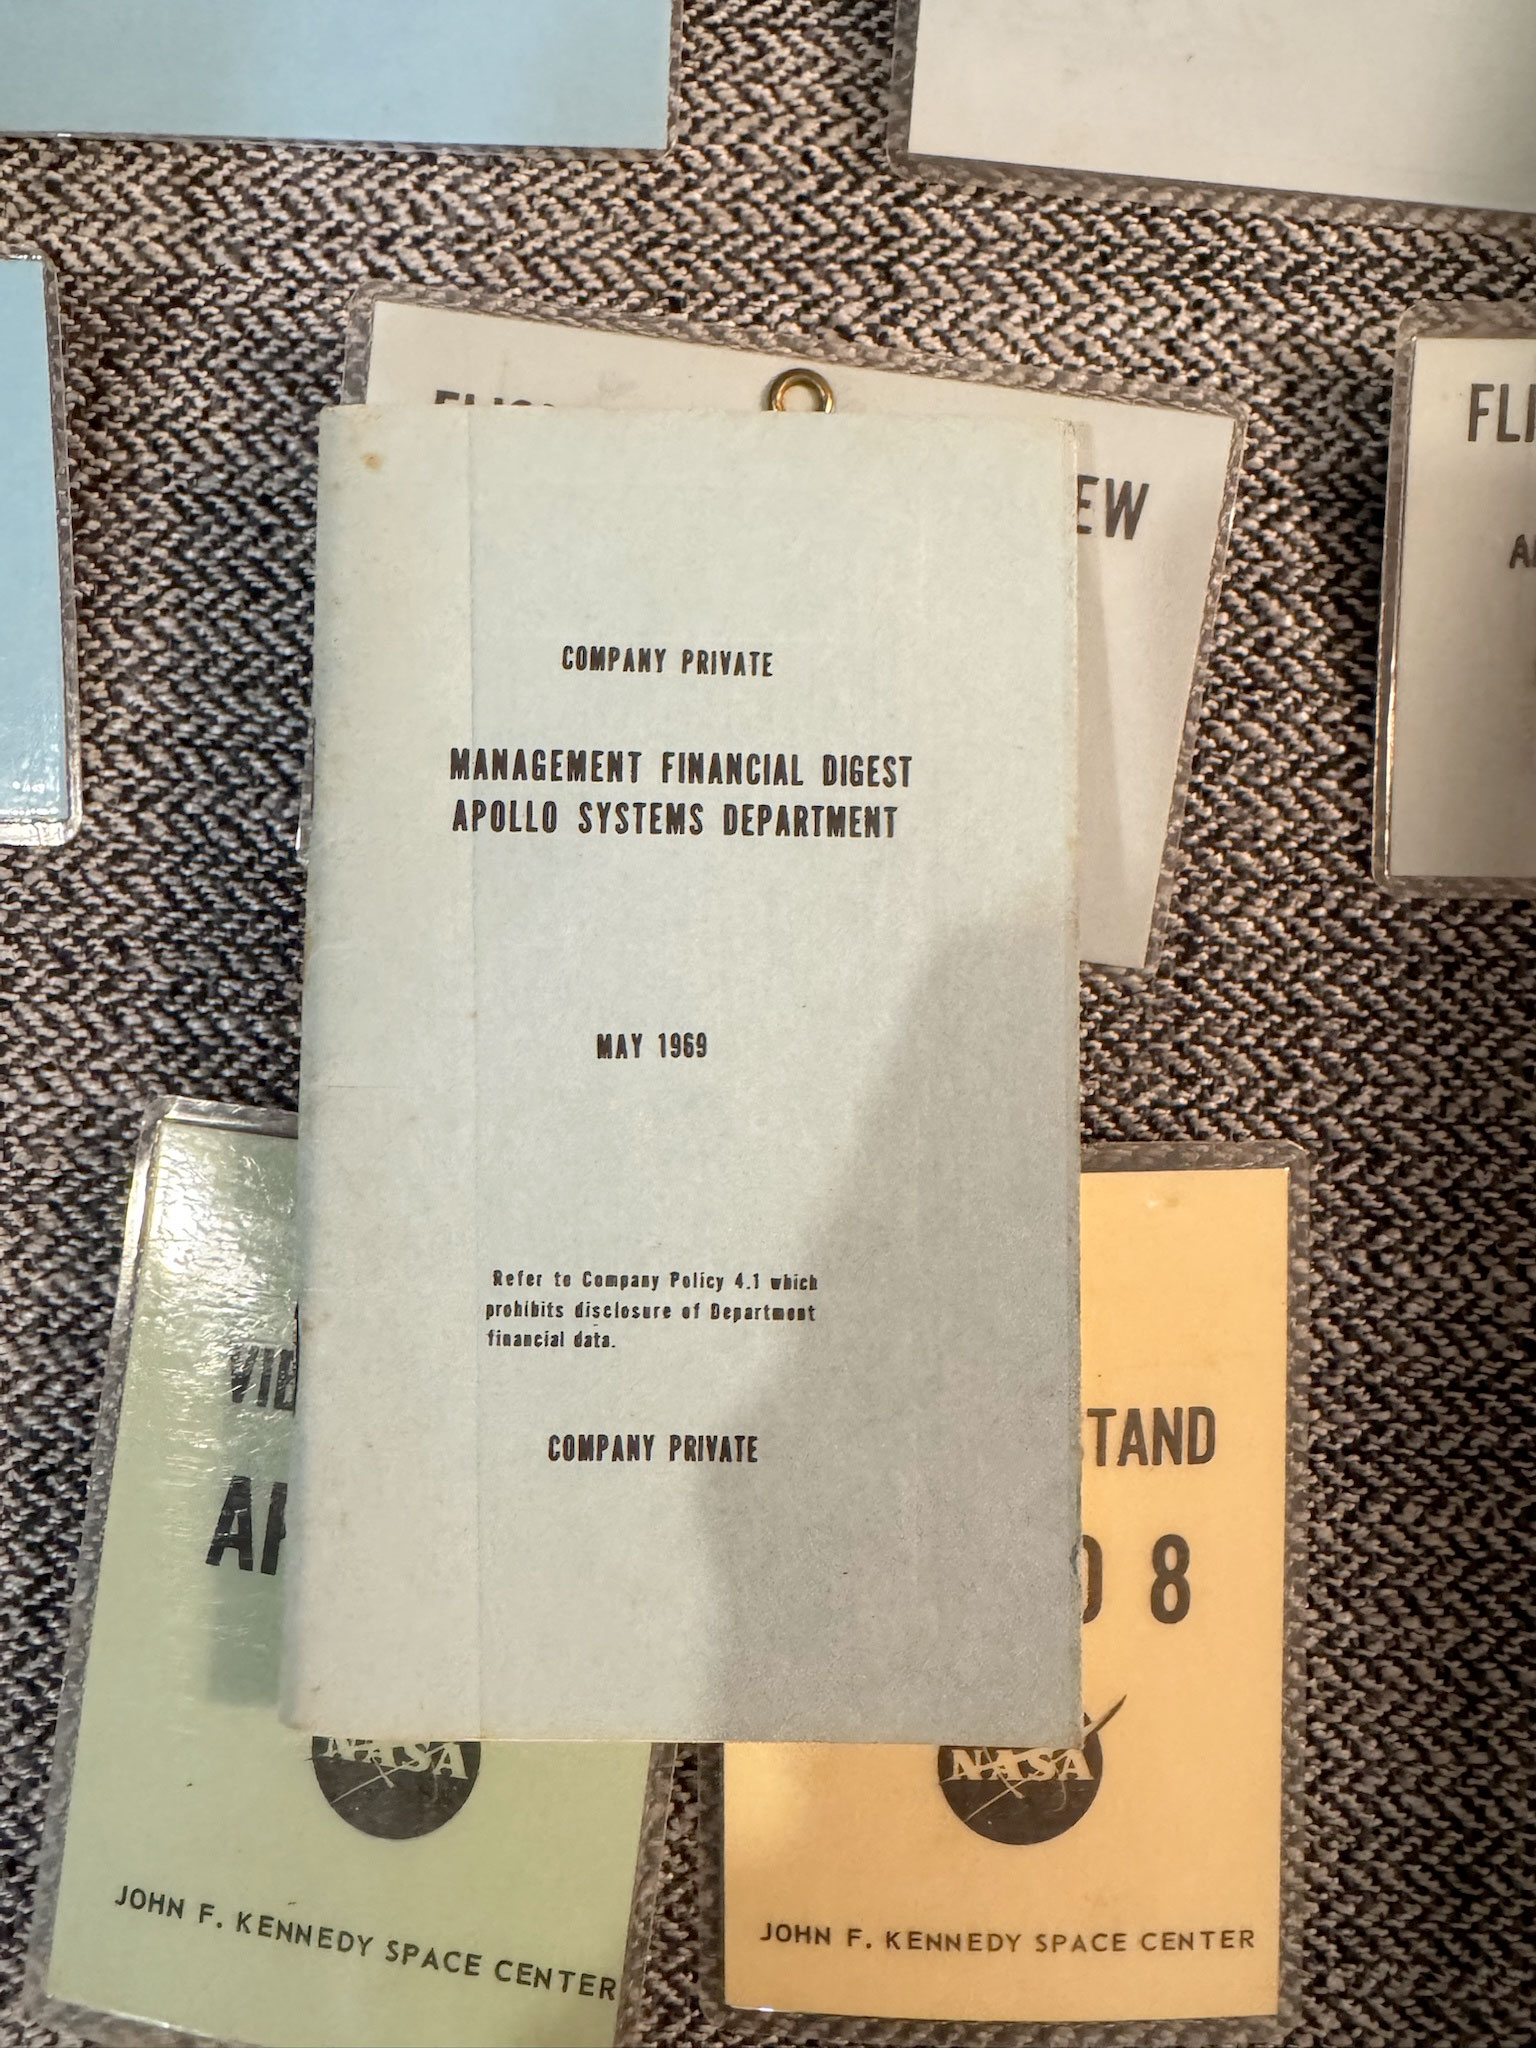 EW
FLI
COMPANY PRIVATE
MANAGEMENT FINANCIAL DIGEST
APOLLO SYSTEMS DEPARTMENT
MAY 1969
Refer to Company Policy 4.1 which
prohibits disclosure of Department
financial data.
COMPANY PRIVATE
VIE
TAND
8
NASA
JOHN F. KENNEDY SPACE CENTER
NASA
JOHN F. KENNEDY SPACE CENTER